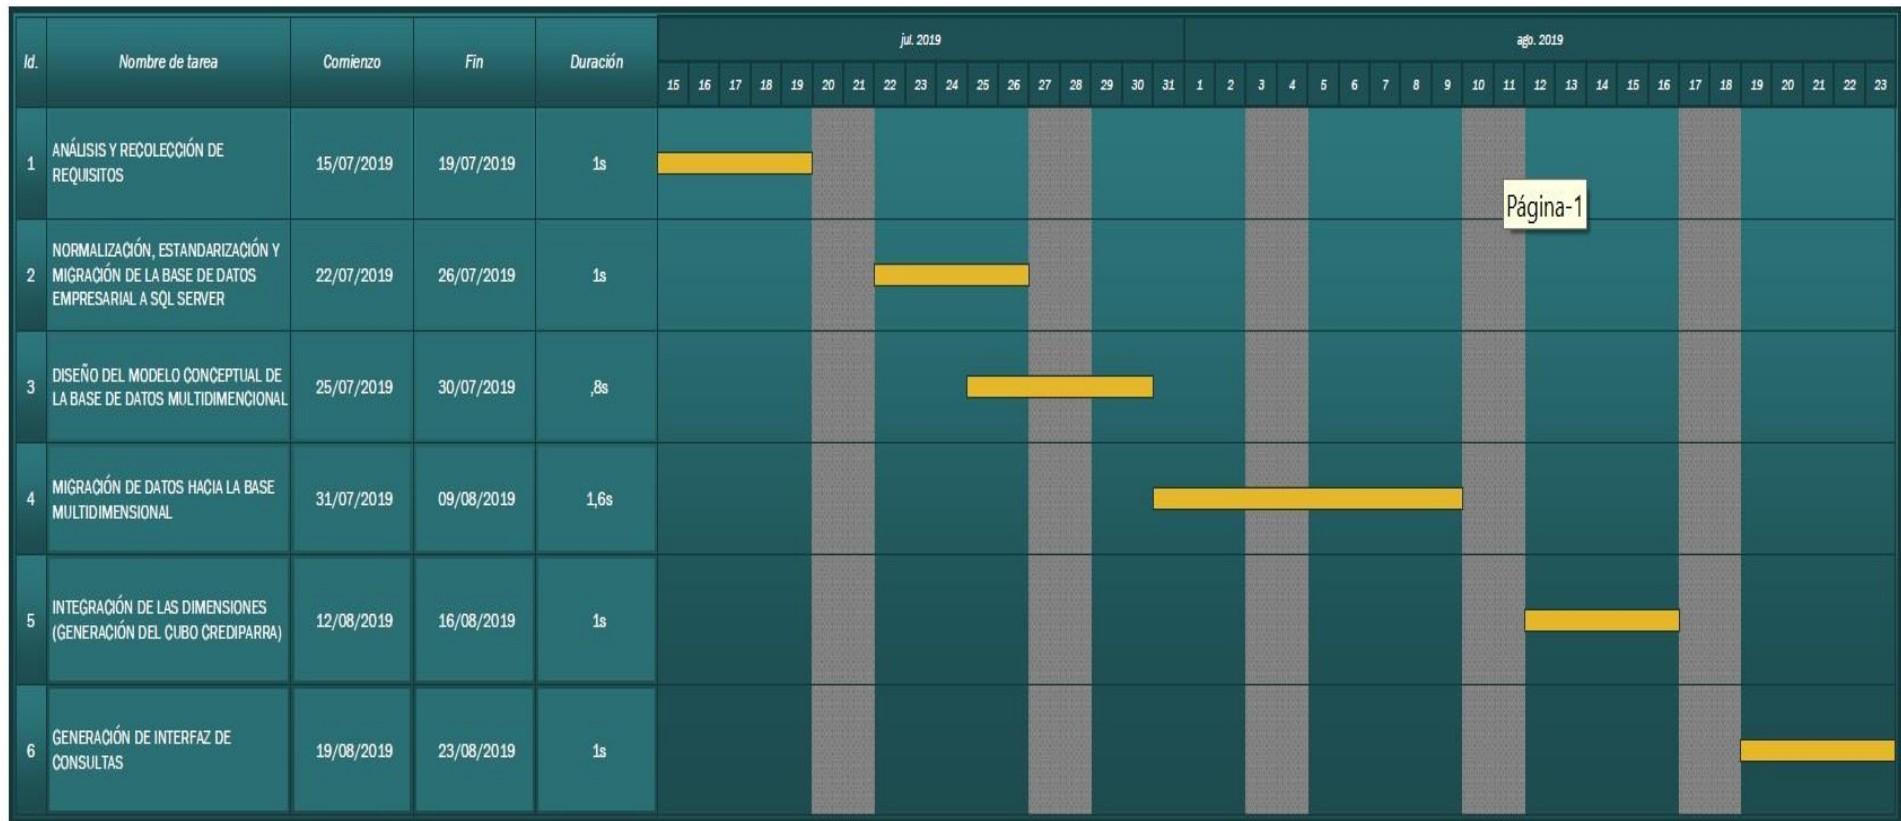 Id.
Nombre de tarea
Comienzo
Fin
Duración
jul. 2019
ago. 2019
15 16 17 18 19 20 21 22 23 24 25 26 27 28 29 30 31 1 2 3 4 5 6 7 8 9 10 11 12 13 14 15 16 17 18 19 20 21 22 23
1
ANÁLISIS Y RECOLECCIÓN DE
REQUISITOS
15/07/2019
19/07/2019
1s
Página-1
2
NORMALIZACIÓN, ESTANDARIZACIÓN Y
MIGRACIÓN DE LA BASE DE DATOS
EMPRESARIAL A SQL SERVER
22/07/2019
26/07/2019
1s
3
DISEÑO DEL MODELO CONCEPTUAL DE
LA BASE DE DATOS MULTIDIMENCIONAL
25/07/2019
30/07/2019
,8s
4
MIGRACIÓN DE DATOS HACIA LA BASE
MULTIDIMENSIONAL
31/07/2019
09/08/2019
1,6s
5
INTEGRACIÓN DE LAS DIMENSIONES
(GENERACIÓN DEL CUBO CREDIPARRA)
12/08/2019
16/08/2019
1s
6
GENERACIÓN DE INTERFAZ DE
CONSULTAS
19/08/2019
23/08/2019
1s